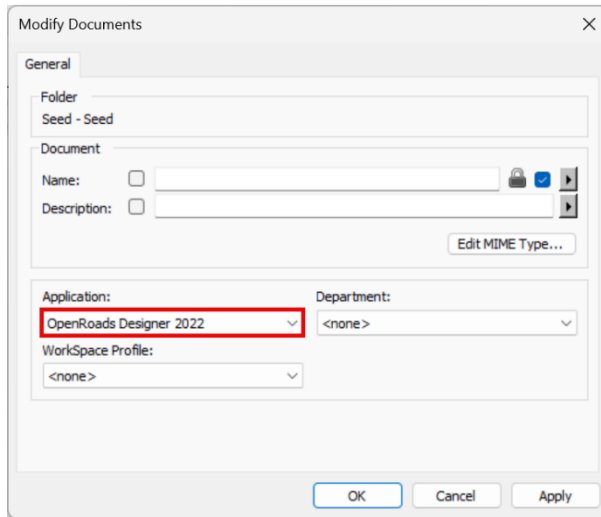 Modify Documents
General
Folder
Seed - Seed
Document
Name:
Description:
Edit MIME Type...
Application:
Department:
OpenRoads Designer 2022
<none>
WorkSpace Profile:
<none>
OK
Cancel
Apply